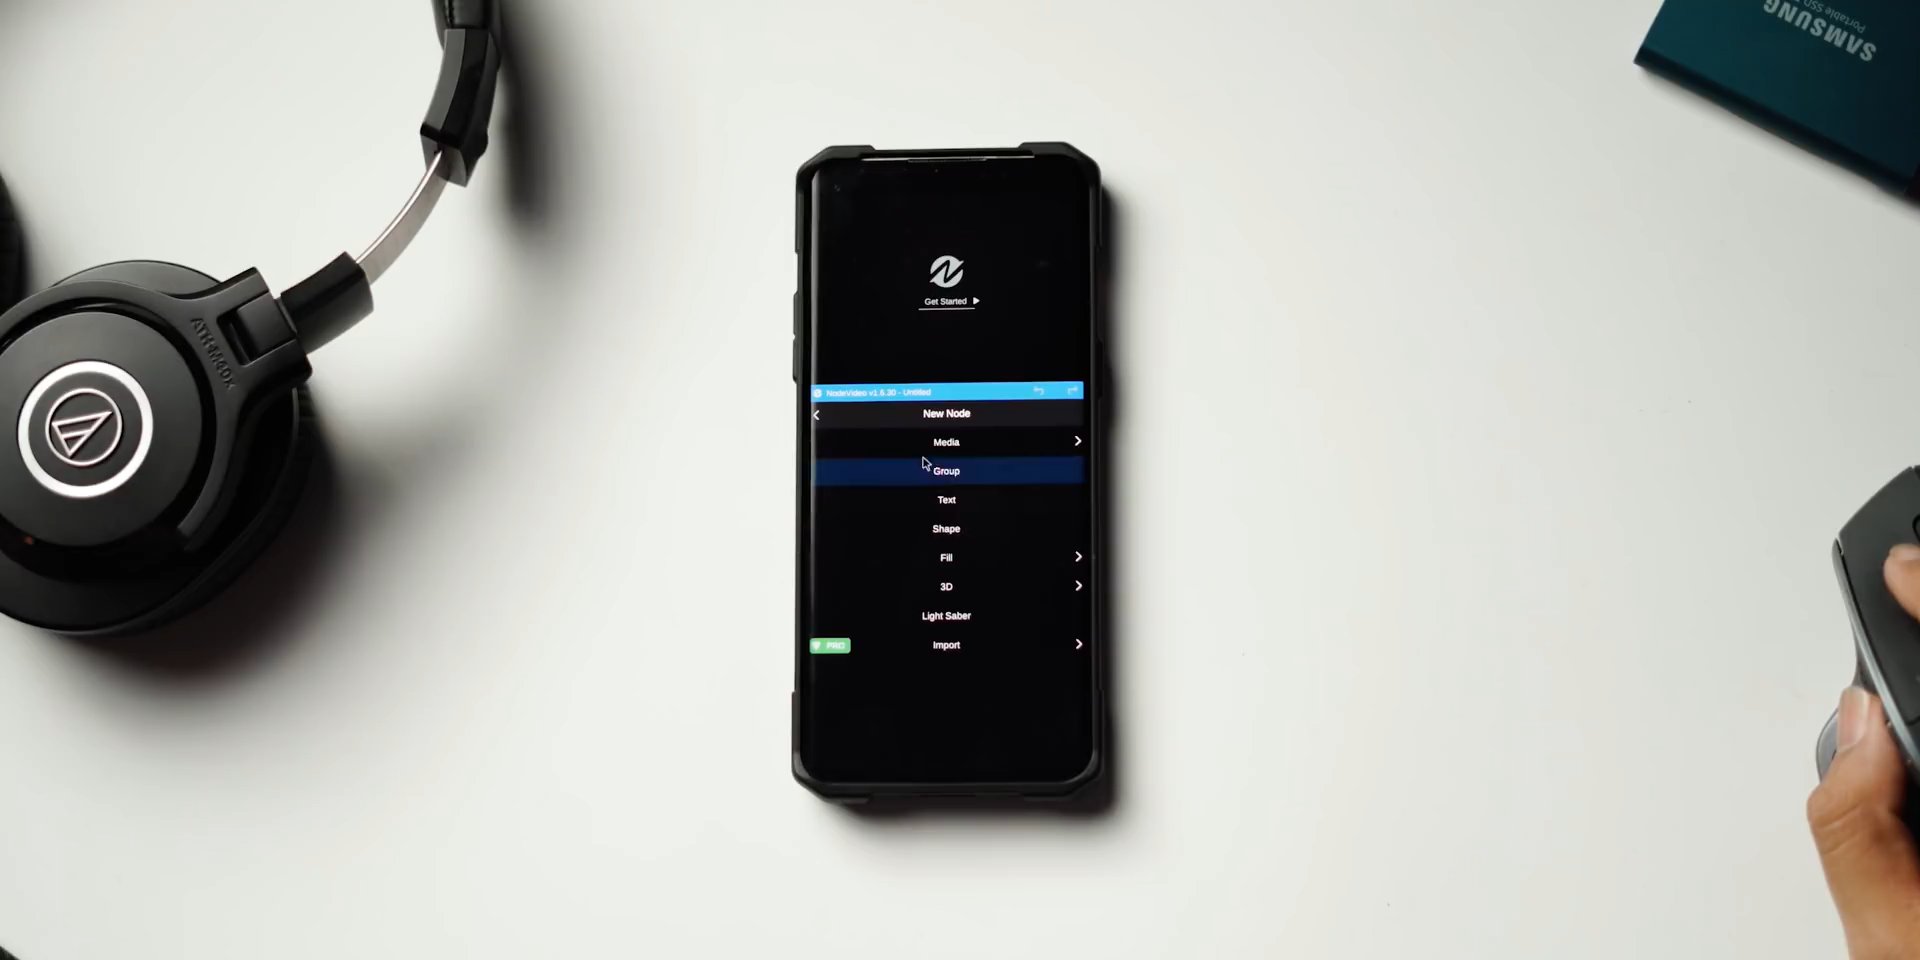 SAMSUNG
Portable SSD
ATH-M40x
Get Started
NodeVideo v1.6.30 - Untitled
New Node
Media
Group
Text
Shape
Fill
3D
Light Saber
PRO
Import